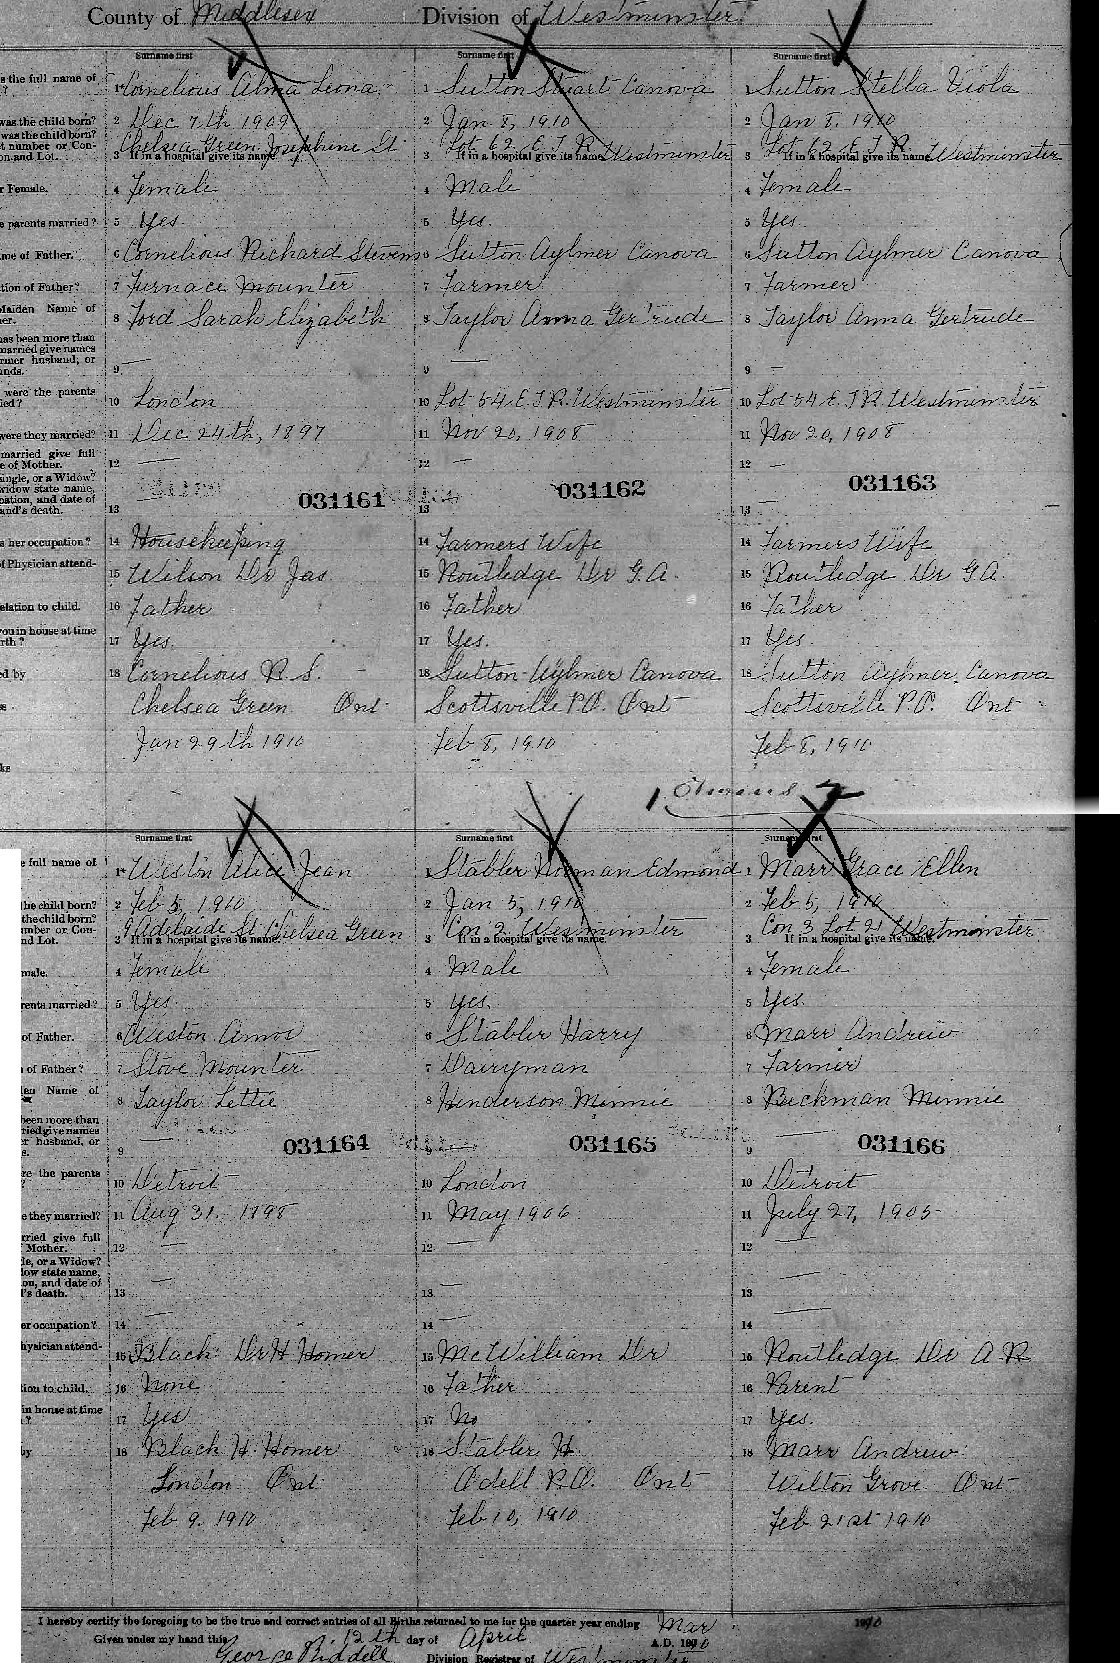 County of Middlesex Division of Westminster
Surname first Surname first Surname first
s the full name of 1 Cornelious Alma Leona 1 Sutton Stuart Canova 1 Sutton Stella Viola
?
was the child born? 2 Dec 7th 1909 2 Jan 8, 1910 2 Jan 8, 1910
was the child born?
t number or Con- Chelsea Green Josephine St Lot 62 E T R Westminster Lot 62 E T R Westminster
on and Lot. 3 If in a hospital give its name 3 If in a hospital give its name 3 If in a hospital give its name
r Female. 4 Female 4 Male 4 Female
e parents married? 5 Yes 5 Yes. 5 Yes.
me of Father. 6 Cornelious Richard Stevens 6 Sutton Aylmer Canova 6 Sutton Aylmer Canova
tion of Father? 7 Furnace Mounter 7 Farmer 7 Farmer
Maiden Name of 8 Ford Sarah Elizabeth 8 Taylor Anna Gertrude 8 Taylor Anna Gertrude
her.
has been more than
married give names
rmer husband, or
ands. 9 — 9 — 9 —
were the parents
ied? 10 London 10 Lot 54 E T R. Westminster 10 Lot 54 E T R Westminster
were they married? 11 Dec 24th, 1897 11 Nov 20, 1908 11 Nov 20, 1908
married give full 12 — 12 — 12 —
e of Mother.
ingle, or a Widow?
widow state name,
pation, and date of 031161 031162 031163
and's death. 13 13 13
s her occupation? 14 Housekeeping 14 Farmers Wife 14 Farmers Wife
of Physician attend- 15 Wilson Dr Jas 15 Routledge Dr G. A. 15 Routledge Dr G A
elation to child. 16 Father 16 Father 16 Father
you in house at time
rth? 17 Yes. 17 Yes. 17 Yes.
ed by 18 Cornelious R. S. 18 Sutton Aylmer Canova 18 Sutton Aylmer Canova
Chelsea Green Ont Scottsville P.O. Ont Scottsville P.O. Ont
Jan 29th 1910 Feb 8, 1910 Feb 8, 1910
ks
Surname first Surname first Surname first
e full name of 1 Westn Alice Jean 1 Stabler Norman Edmond 1 Marr Grace Ellen
the child born? 2 Feb 5, 1910 2 Jan 5, 1910 2 Feb 5, 1910
the child born?
mber or Con- 9 Adelaide St Chelsea Green Con 2 Westminster Con 3 Lot 21 Westminster
nd Lot. 3 If in a hospital give its name. 3 If in a hospital give its name. 3 If in a hospital give its name.
male. 4 Female 4 Male 4 Female
rents married? 5 Yes. 5 Yes. 5 Yes
of Father. 6 Weston Amos 6 Stabler Harry 6 Marr Andrew
of Father? 7 Stove Mounter 7 Dairyman 7 Farmer
en Name of 8 Taylor Lettie 8 Henderson Minnie 8 Beckman Minnie
been more than
ried give names
r husband, or 031164 031165 031166
s. 9 — 9 9 —
re the parents
? 10 Detroit 10 London 10 Detroit
e they married? 11 Aug 31. 1898 11 May 1906 11 July 27, 1905
rried give full 12 — 12 — 12 —
Mother.
le, or a Widow?
ow state name,
on, and date of
's death. 13 — 13 — 13 —
er occupation? 14 — 14 — 14 —
hysician attend- 15 Black Dr H Homer 15 McWilliam Dr 15 Routledge Dr A R
tion to child. 16 None 16 Father 16 Parent
in house at time
? 17 Yes 17 No 17 Yes.
by 18 Black H. Homer 18 Stabler H. 18 Marr Andrew
London Ont Odell P.O. Ont Wilton Grove Ont
Feb 9. 1910 Feb 10, 1910 Feb 21st 1910
I hereby certify the foregoing to be the true and correct entries of all Births returned to me for the quarter year ending Mar 1910
Given under my hand this 12th day of April A.D. 1910
George Riddell Division Registrar of Westminster